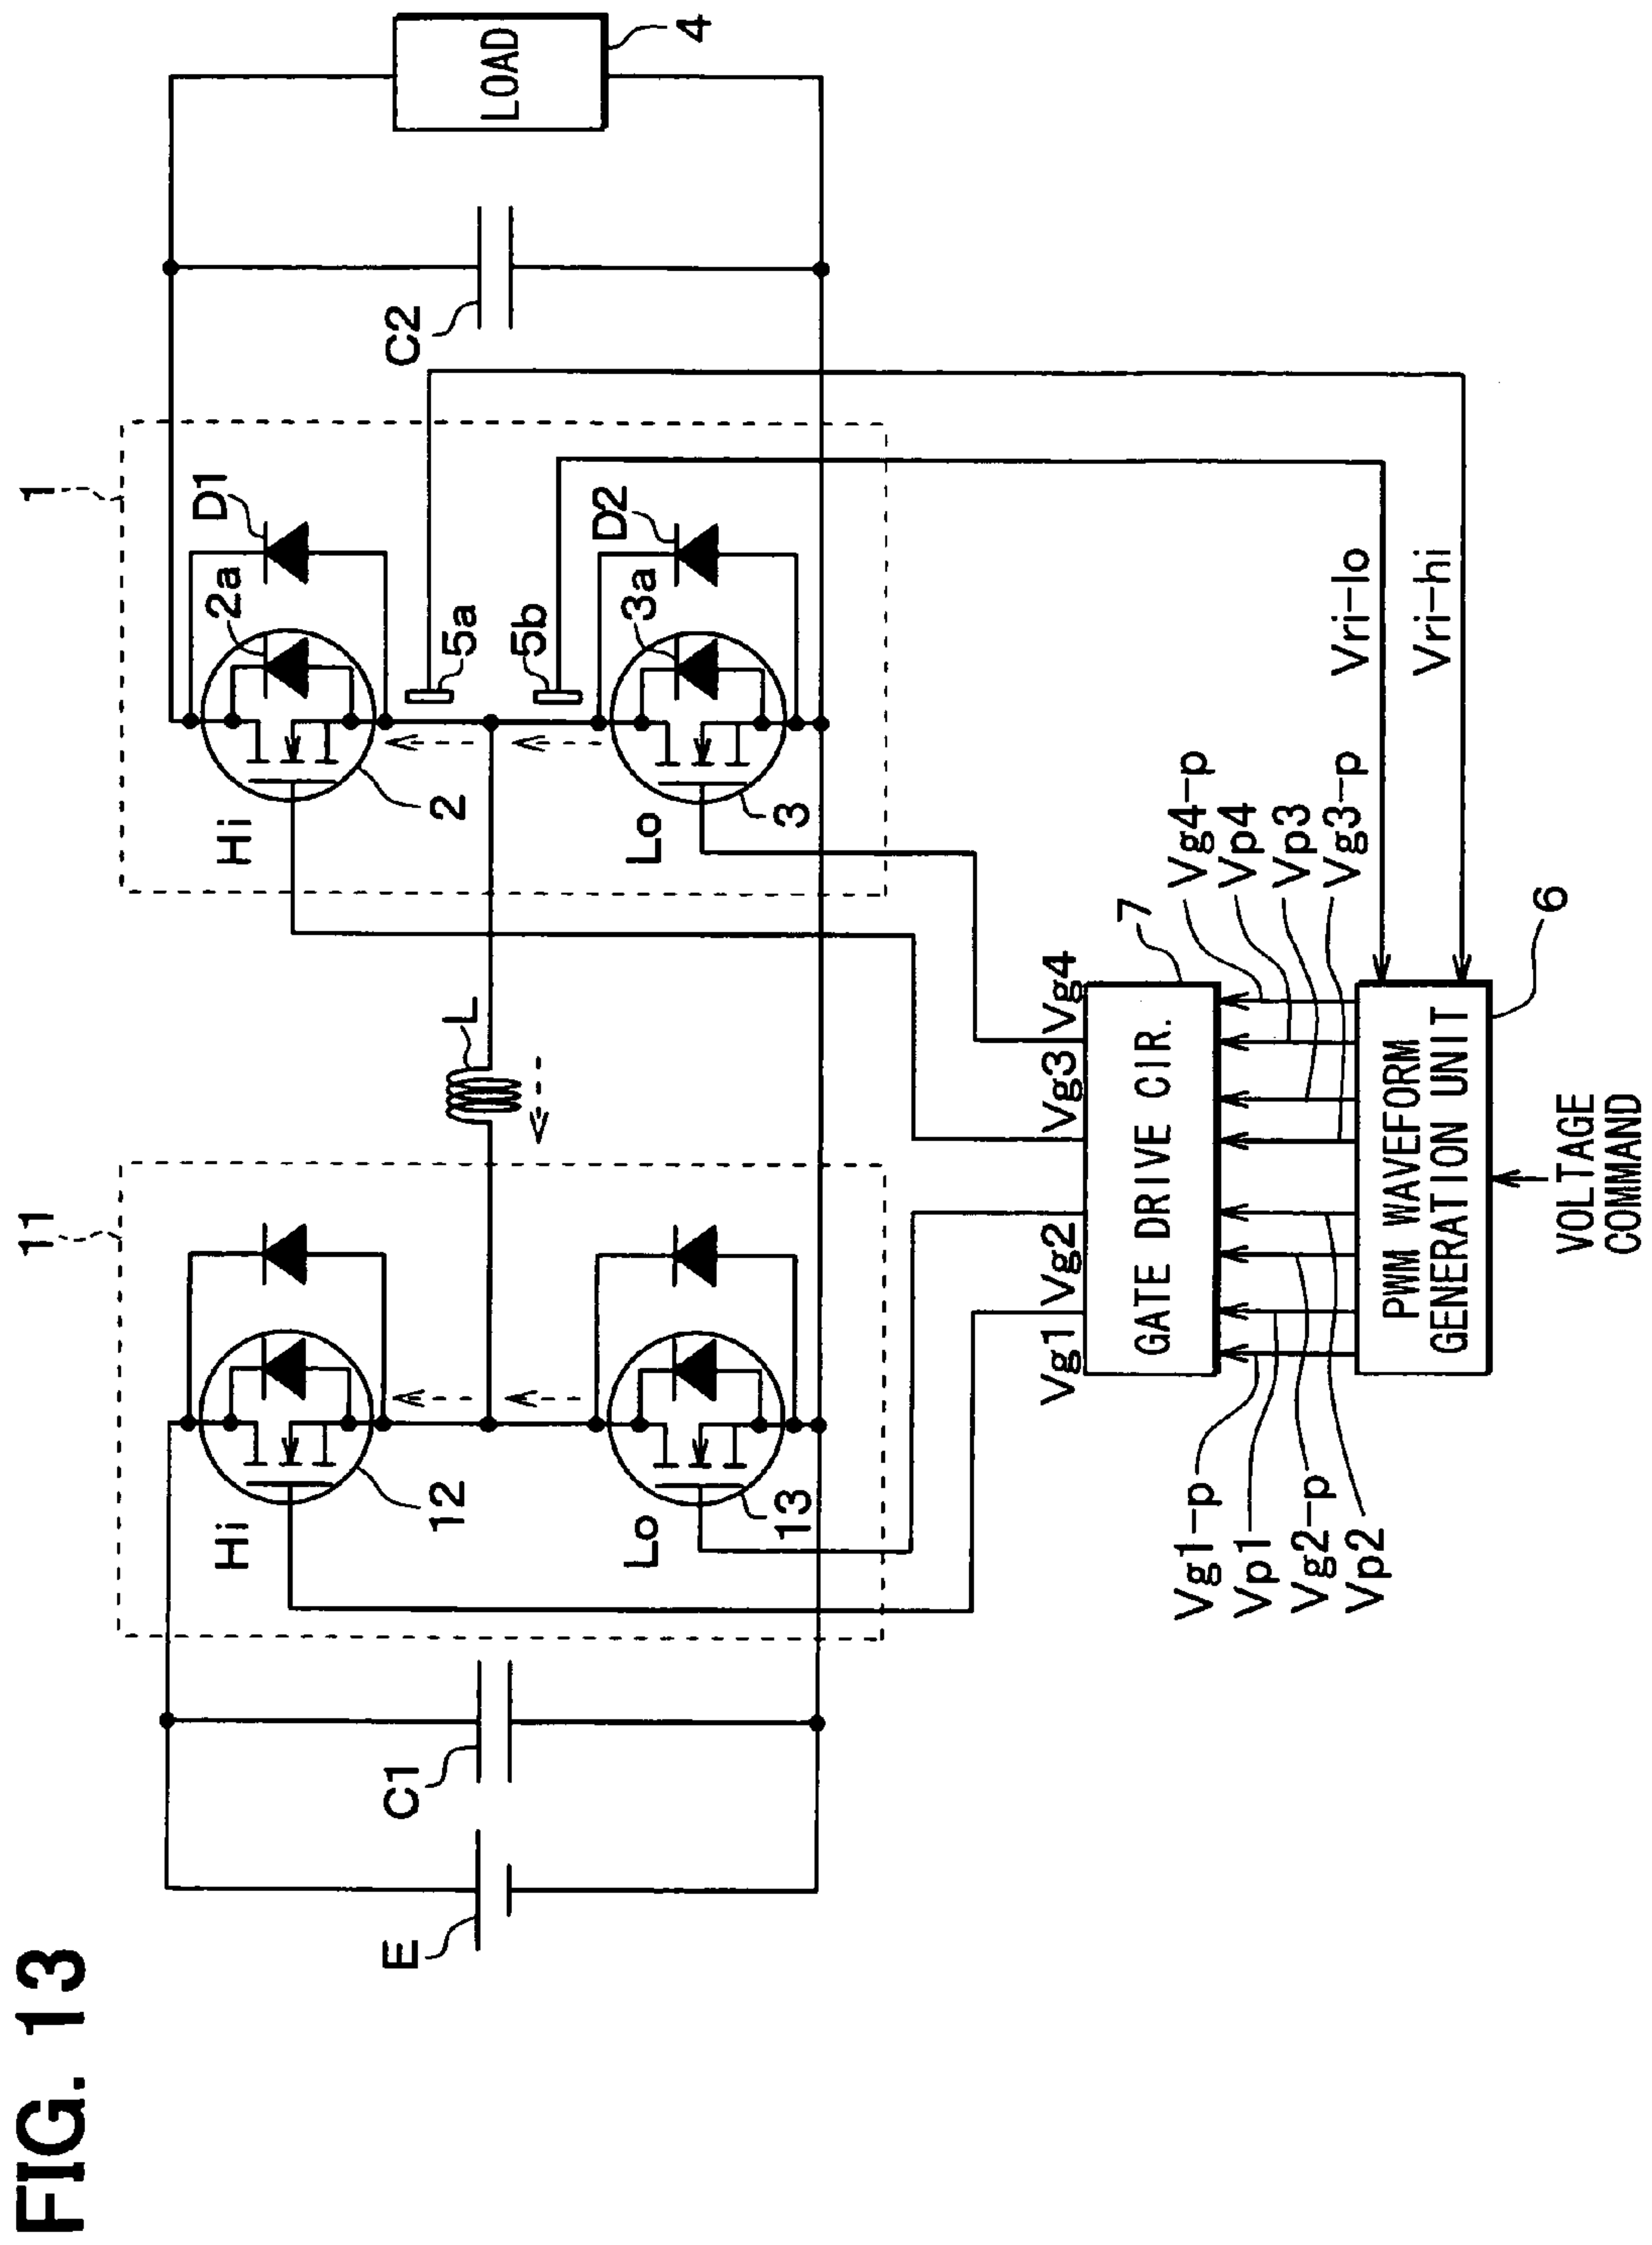 FIG. 13
11
1
Hi
Hi
12
2
2a
D1
5a
5b
3a
D2
Lo
Lo
13
3
E
C1
L
C2
LOAD
4
Vg1
Vg2
Vg3
Vg4
7
GATE DRIVE CIR.
Vg1-p
Vp1
Vg2-p
Vp2
Vg4-p
Vp4
Vp3
Vg3-p
Vri-lo
Vri-hi
PWM WAVEFORM
GENERATION UNIT
6
VOLTAGE
COMMAND